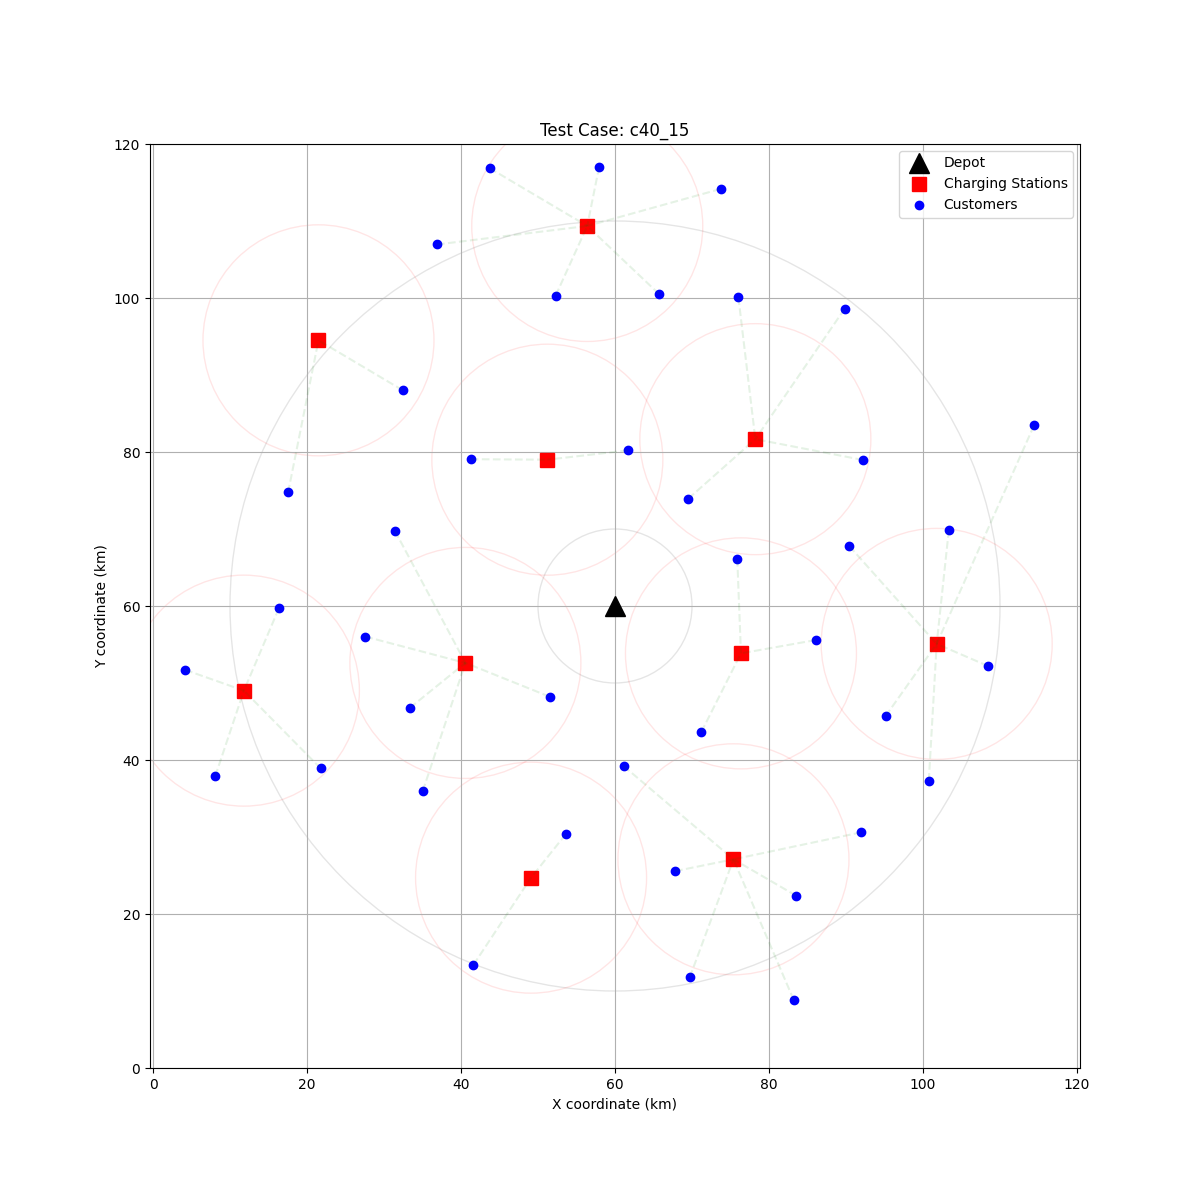 Test Case: c40_15
Depot
Charging Stations
Customers
120
100
80
60
40
20
0
Y coordinate (km)
0 20 40 60 80 100 120
X coordinate (km)